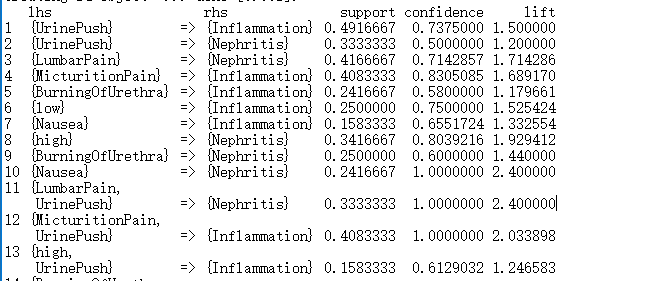 lhs rhs support confidence lift
1 {UrinePush} => {Inflammation} 0.4916667 0.7375000 1.500000
2 {UrinePush} => {Nephritis} 0.3333333 0.5000000 1.200000
3 {LumbarPain} => {Nephritis} 0.4166667 0.7142857 1.714286
4 {MicturitionPain} => {Inflammation} 0.4083333 0.8305085 1.689170
5 {BurningOfUrethra} => {Inflammation} 0.2416667 0.5800000 1.179661
6 {low} => {Inflammation} 0.2500000 0.7500000 1.525424
7 {Nausea} => {Inflammation} 0.1583333 0.6551724 1.332554
8 {high} => {Nephritis} 0.3416667 0.8039216 1.929412
9 {BurningOfUrethra} => {Nephritis} 0.2500000 0.6000000 1.440000
10 {Nausea} => {Nephritis} 0.2416667 1.0000000 2.400000
11 {LumbarPain,
UrinePush} => {Nephritis} 0.3333333 1.0000000 2.400000
12 {MicturitionPain,
UrinePush} => {Inflammation} 0.4083333 1.0000000 2.033898
13 {high,
UrinePush} => {Inflammation} 0.1583333 0.6129032 1.246583